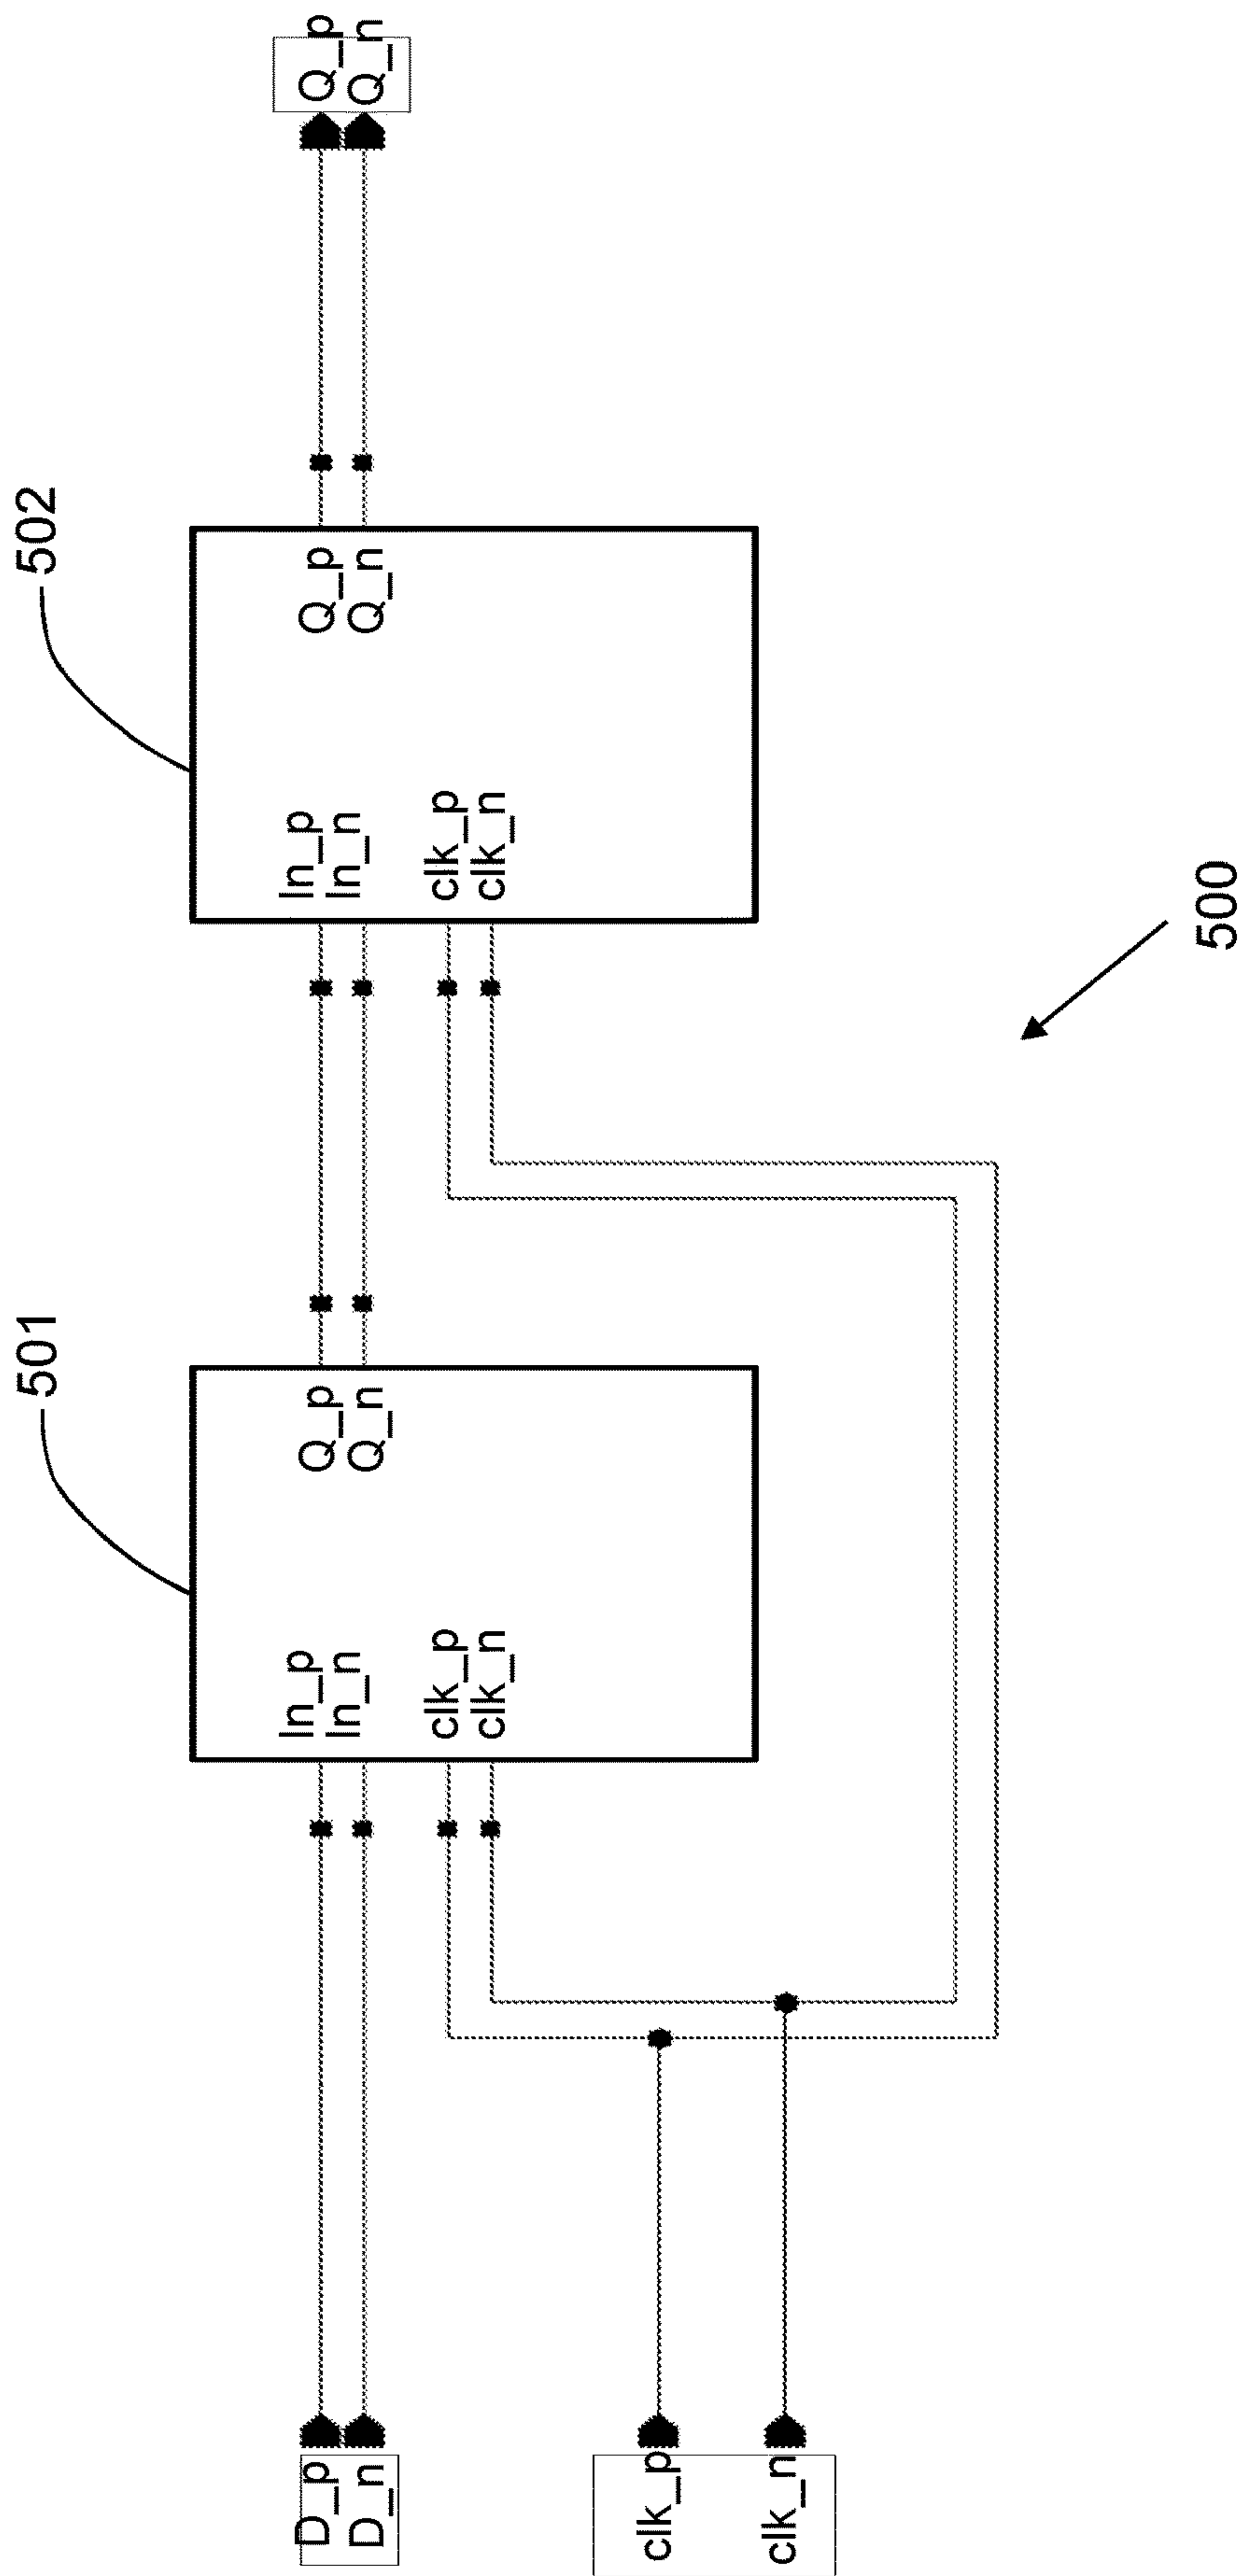 501
502
D_p
D_n
In_p
In_n
Q_p
Q_n
In_p
In_n
Q_p
Q_n
Q_p
Q_n
clk_p
clk_n
clk_p
clk_n
clk_p
clk_n
500